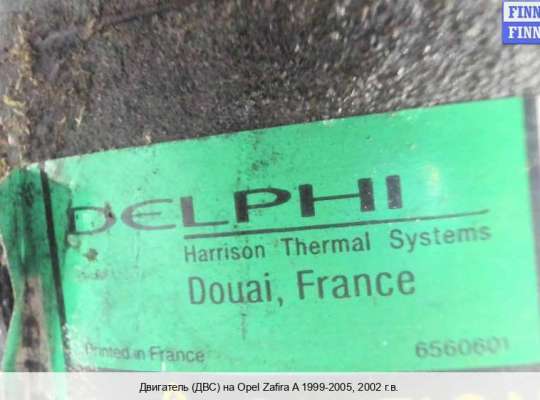 FINN
FINN
DELPHI
Harrison Thermal Systems
Douai, France
Printed in France 6560601
Двигатель (ДВС) на Opel Zafira A 1999-2005, 2002 г.в.